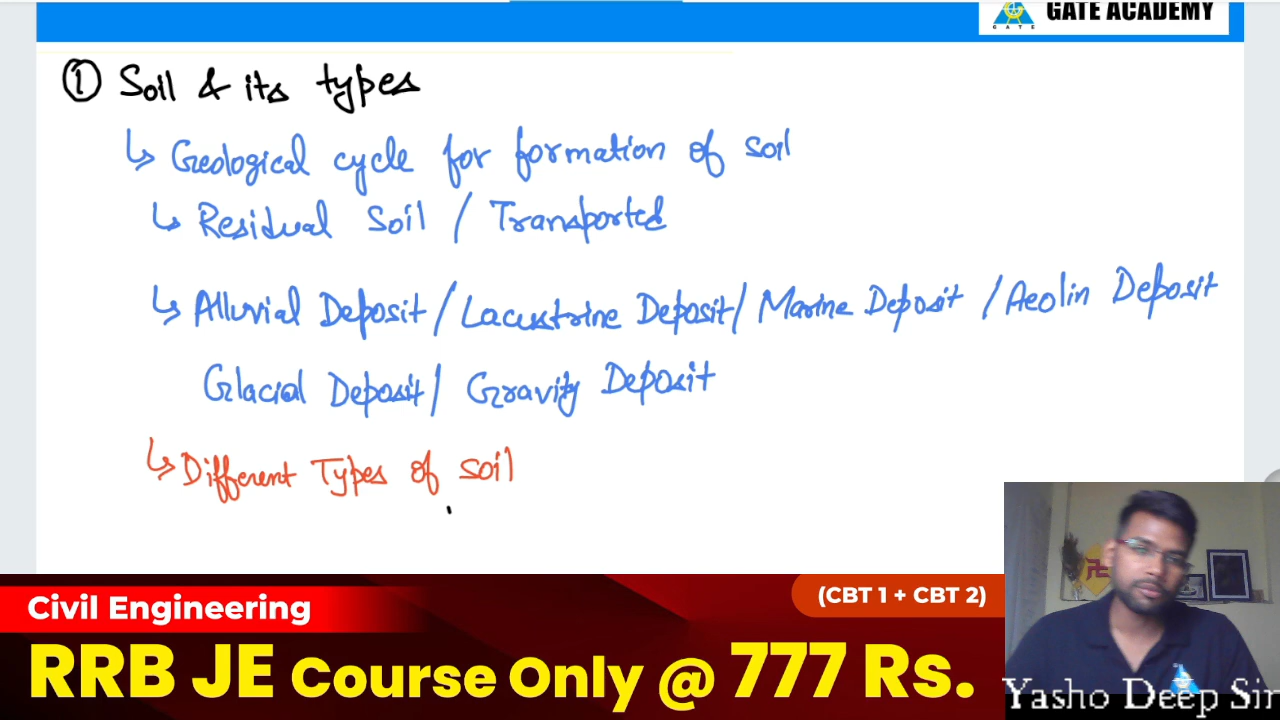 GATE ACADEMY
GATE
① Soil & its types
↳ Geological cycle for formation of soil
↳ Residual Soil / Transported
↳ Alluvial Deposit / Lacustrine Deposit / Marine Deposit / Aeolin Deposit
Glacial Deposit / Gravity Deposit
↳ Different Types of soil
Civil Engineering
(CBT 1 + CBT 2)
RRB JE Course Only @ 777 Rs.
Yasho Deep Sir